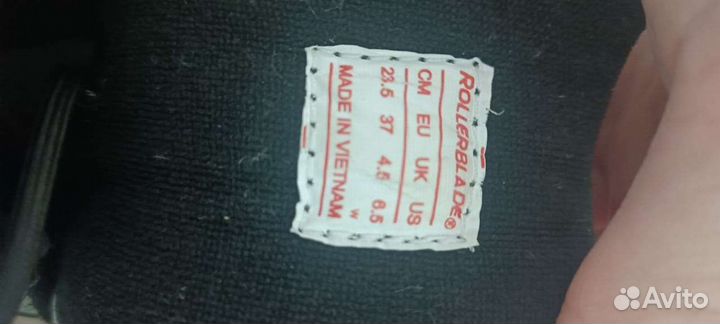 ROLLERBLADE®
CM EU UK US
23.5 37 4.5 6.5
W
MADE IN VIETNAM
Avito